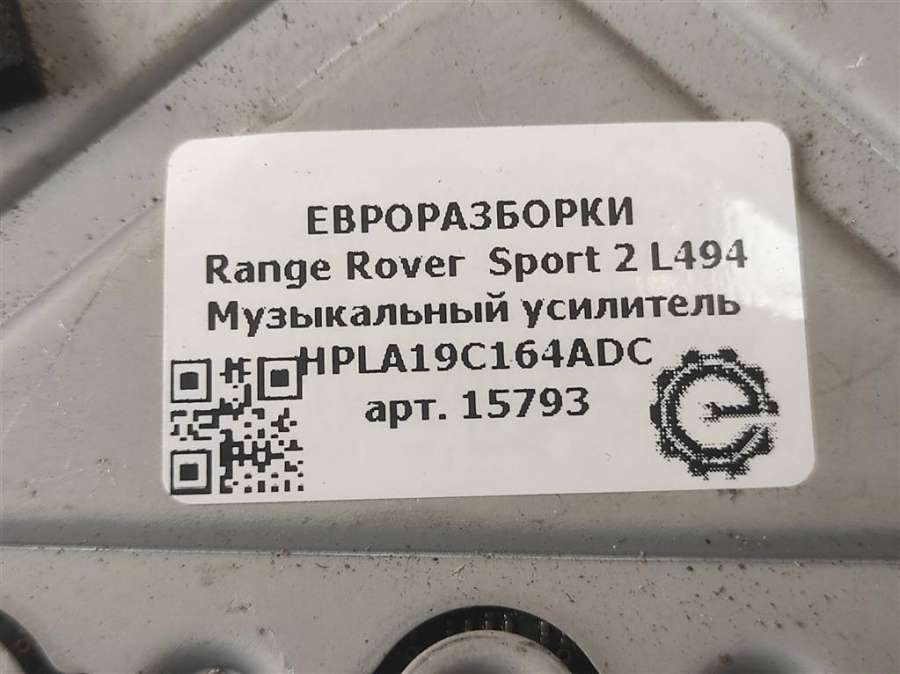 ЕВРОРАЗБОРКИ
Range Rover Sport 2 L494
Музыкальный усилитель
HPLA19C164ADC
арт. 15793